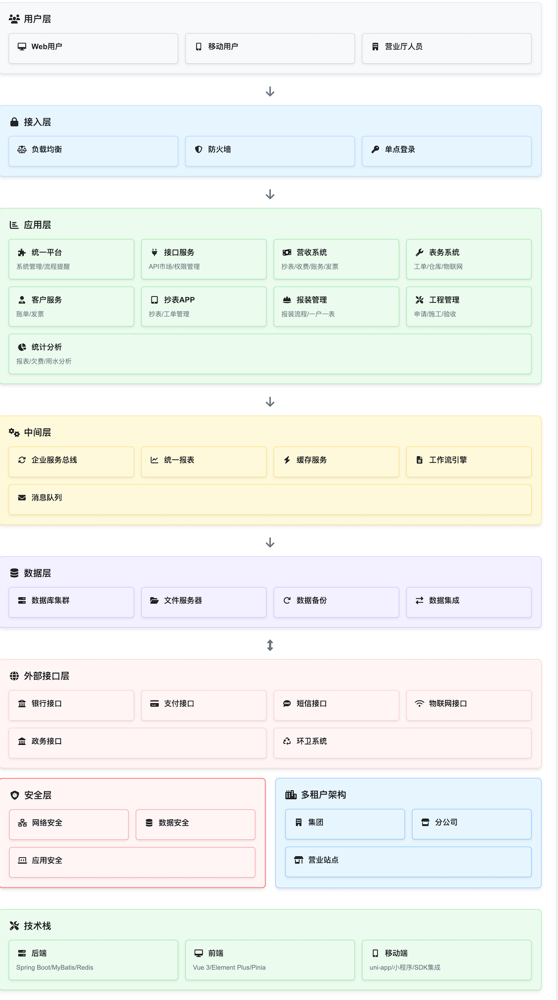 用户层
Web用户
移动用户
营业厅人员
接入层
负载均衡
防火墙
单点登录
应用层
统一平台
系统管理/流程提醒
接口服务
API市场/权限管理
营收系统
抄表/收费/账务/发票
表务系统
工单/仓库/物联网
客户服务
账单/发票
抄表APP
抄表/工单管理
报装管理
报装流程/一户一表
工程管理
申请/施工/验收
统计分析
报表/欠费/用水分析
中间层
企业服务总线
统一报表
缓存服务
工作流引擎
消息队列
数据层
数据库集群
文件服务器
数据备份
数据集成
外部接口层
银行接口
支付接口
短信接口
物联网接口
政务接口
环卫系统
安全层
网络安全
数据安全
应用安全
多租户架构
集团
分公司
营业站点
技术栈
后端
Spring Boot/MyBatis/Redis
前端
Vue 3/Element Plus/Pinia
移动端
uni-app/小程序/SDK集成